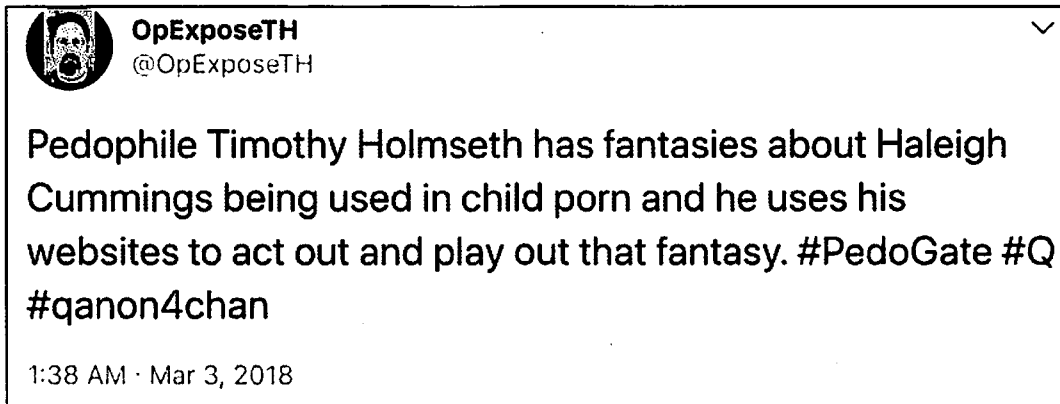 OpExposeTH
@OpExposeTH
Pedophile Timothy Holmseth has fantasies about Haleigh
Cummings being used in child porn and he uses his
websites to act out and play out that fantasy. #PedoGate #Q
#qanon4chan
1:38 AM · Mar 3, 2018